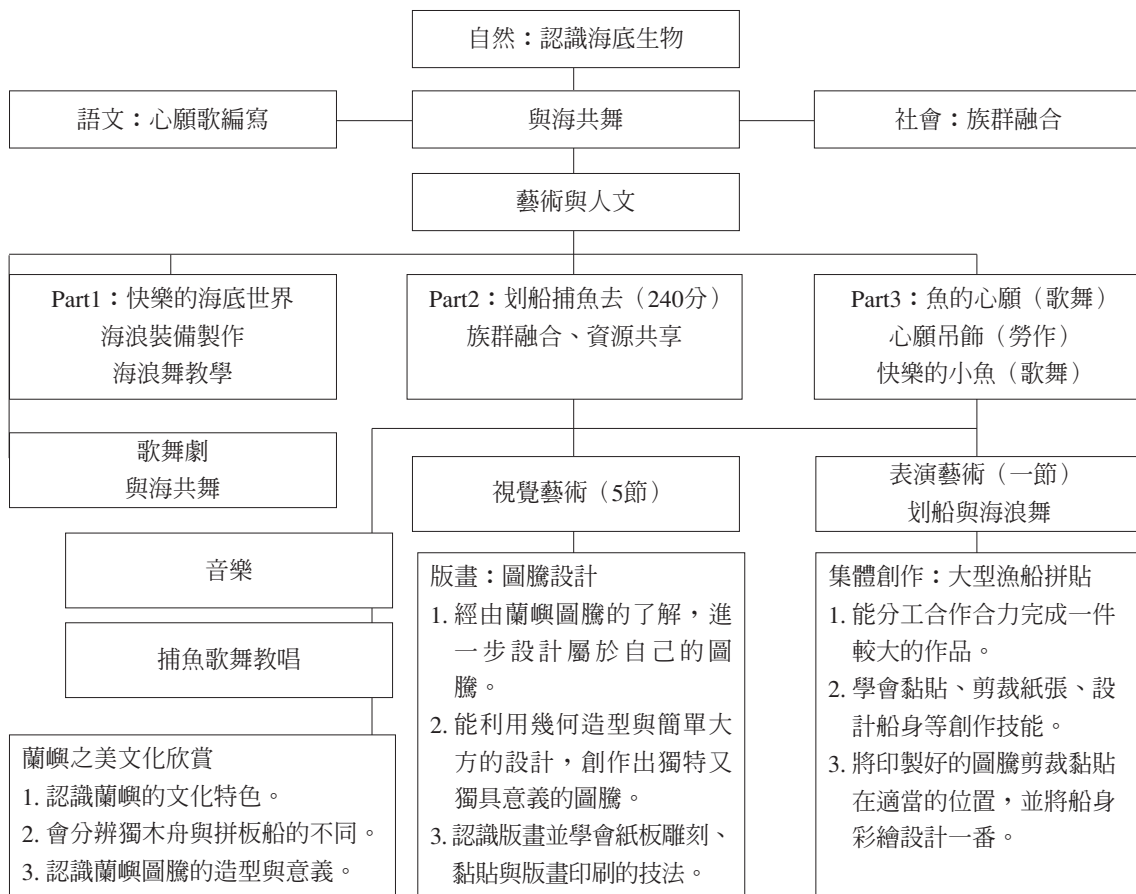 自然：認識海底生物
語文：心願歌編寫
與海共舞
社會：族群融合
藝術與人文
Part1：快樂的海底世界
海浪裝備製作
海浪舞教學
Part2：划船捕魚去（240分）
族群融合、資源共享
Part3：魚的心願（歌舞）
心願吊飾（勞作）
快樂的小魚（歌舞）
歌舞劇
與海共舞
視覺藝術（5節）
表演藝術（一節）
划船與海浪舞
音樂
捕魚歌舞教唱
蘭嶼之美文化欣賞
1. 認識蘭嶼的文化特色。
2. 會分辨獨木舟與拼板船的不同。
3. 認識蘭嶼圖騰的造型與意義。
版畫：圖騰設計
1. 經由蘭嶼圖騰的了解，進
一步設計屬於自己的圖
騰。
2. 能利用幾何造型與簡單大
方的設計，創作出獨特又
獨具意義的圖騰。
3. 認識版畫並學會紙板雕刻、
黏貼與版畫印刷的技法。
集體創作：大型漁船拼貼
1. 能分工合作合力完成一件
較大的作品。
2. 學會黏貼、剪裁紙張、設
計船身等創作技能。
3. 將印製好的圖騰剪裁黏貼
在適當的位置，並將船身
彩繪設計一番。